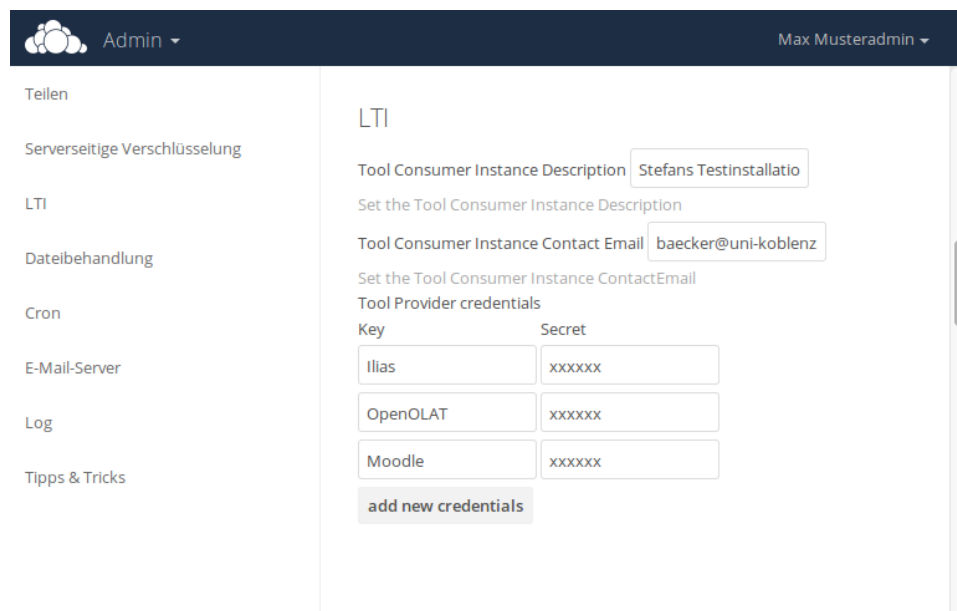 Admin
Max Musteradmin
Teilen
Serverseitige Verschlüsselung
LTI
Dateibehandlung
Cron
E-Mail-Server
Log
Tipps & Tricks
LTI
Tool Consumer Instance Description Stefans Testinstallatio
Set the Tool Consumer Instance Description
Tool Consumer Instance Contact Email baecker@uni-koblenz
Set the Tool Consumer Instance ContactEmail
Tool Provider credentials
Key Secret
Ilias xxxxxx
OpenOLAT xxxxxx
Moodle xxxxxx
add new credentials